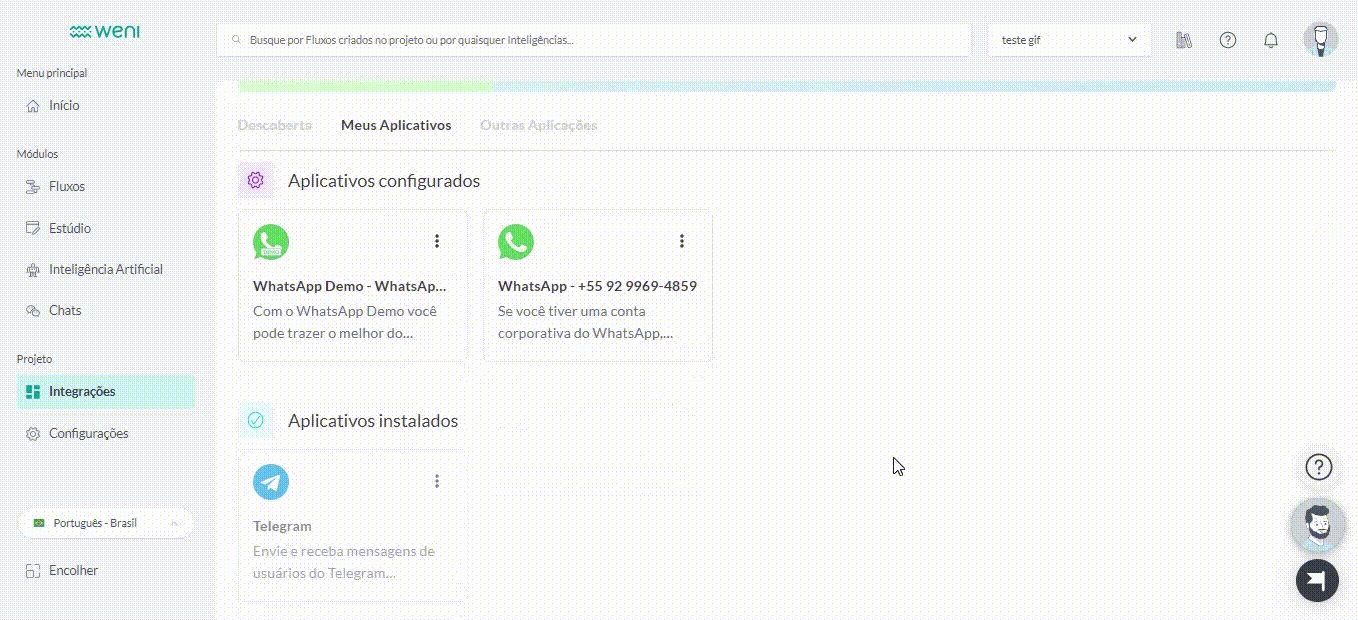 weni
Busque por Fluxos criados no projeto ou por quaisquer Inteligências...
teste gif
Menu principal
Início
Módulos
Fluxos
Estúdio
Inteligência Artificial
Chats
Projeto
Integrações
Configurações
Português - Brasil
Encolher
Descoberta
Meus Aplicativos
Outras Aplicações
Aplicativos configurados
DEMO
WhatsApp Demo - WhatsAp...
Com o WhatsApp Demo você
pode trazer o melhor do...
WhatsApp - +55 92 9969-4859
Se você tiver uma conta
corporativa do WhatsApp,...
Aplicativos instalados
Telegram
Envie e receba mensagens de
usuários do Telegram...